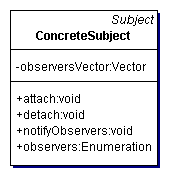 Subject
ConcreteSubject
-observersVector:Vector
+attach:void
+detach:void
+notifyObservers:void
+observers:Enumeration